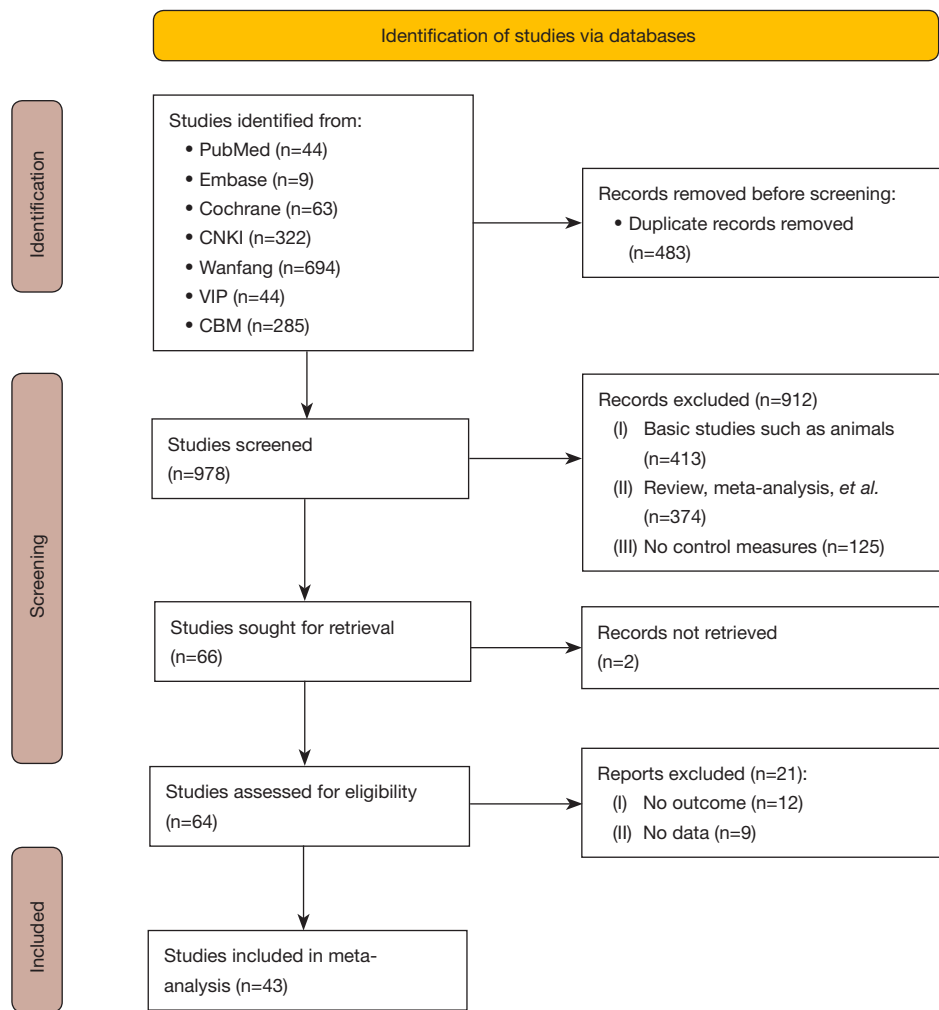 Identification of studies via databases
Identification
Studies identified from:
• PubMed (n=44)
• Embase (n=9)
• Cochrane (n=63)
• CNKI (n=322)
• Wanfang (n=694)
• VIP (n=44)
• CBM (n=285)
Records removed before screening:
• Duplicate records removed
(n=483)
Screening
Studies screened
(n=978)
Records excluded (n=912)
(I) Basic studies such as animals
(n=413)
(II) Review, meta-analysis, et al.
(n=374)
(III) No control measures (n=125)
Studies sought for retrieval
(n=66)
Records not retrieved
(n=2)
Studies assessed for eligibility
(n=64)
Reports excluded (n=21):
(I) No outcome (n=12)
(II) No data (n=9)
Included
Studies included in meta-
analysis (n=43)